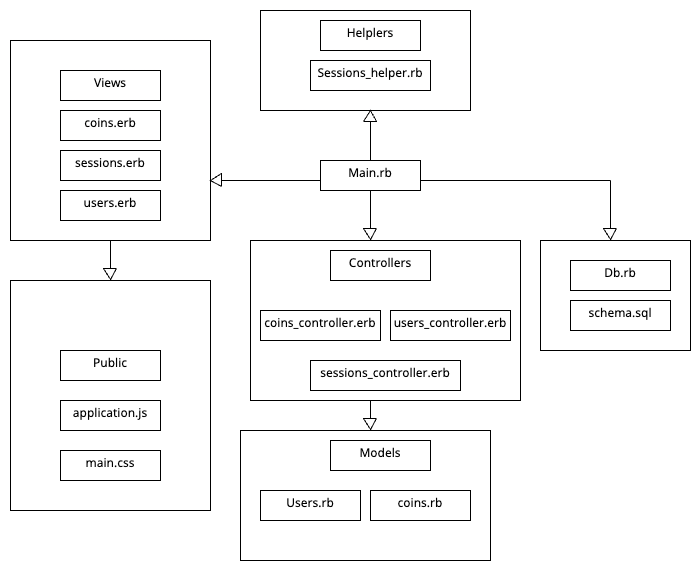 Helplers
Sessions_helper.rb
Views
coins.erb
sessions.erb
users.erb
Main.rb
Controllers
coins_controller.erb
users_controller.erb
sessions_controller.erb
Db.rb
schema.sql
Public
application.js
main.css
Models
Users.rb
coins.rb